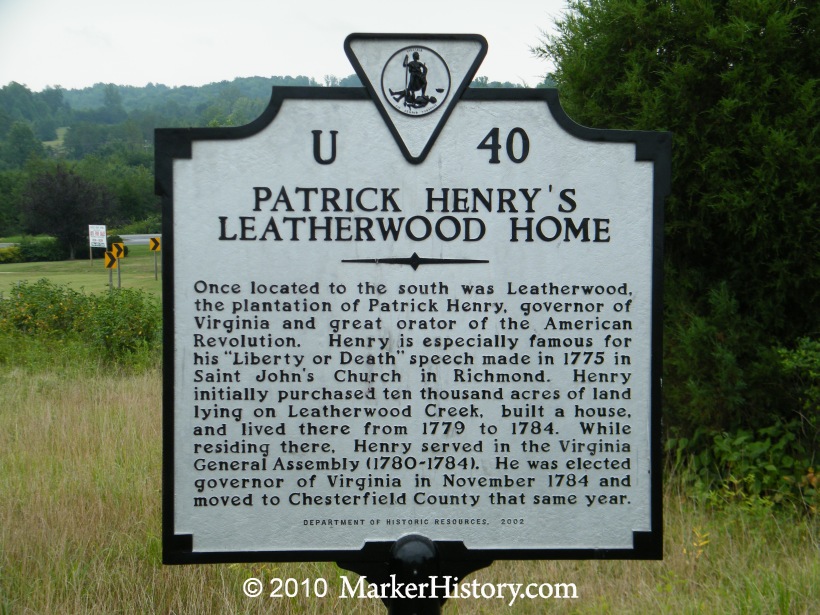 U 40
PATRICK HENRY'S
LEATHERWOOD HOME
Once located to the south was Leatherwood,
the plantation of Patrick Henry, governor of
Virginia and great orator of the American
Revolution. Henry is especially famous for
his "Liberty or Death" speech made in 1775 in
Saint John's Church in Richmond. Henry
initially purchased ten thousand acres of land
lying on Leatherwood Creek, built a house,
and lived there from 1779 to 1784. While
residing there, Henry served in the Virginia
General Assembly (1780-1784). He was elected
governor of Virginia in November 1784 and
moved to Chesterfield County that same year.
DEPARTMENT OF HISTORIC RESOURCES, 2002
© 2010 MarkerHistory.com